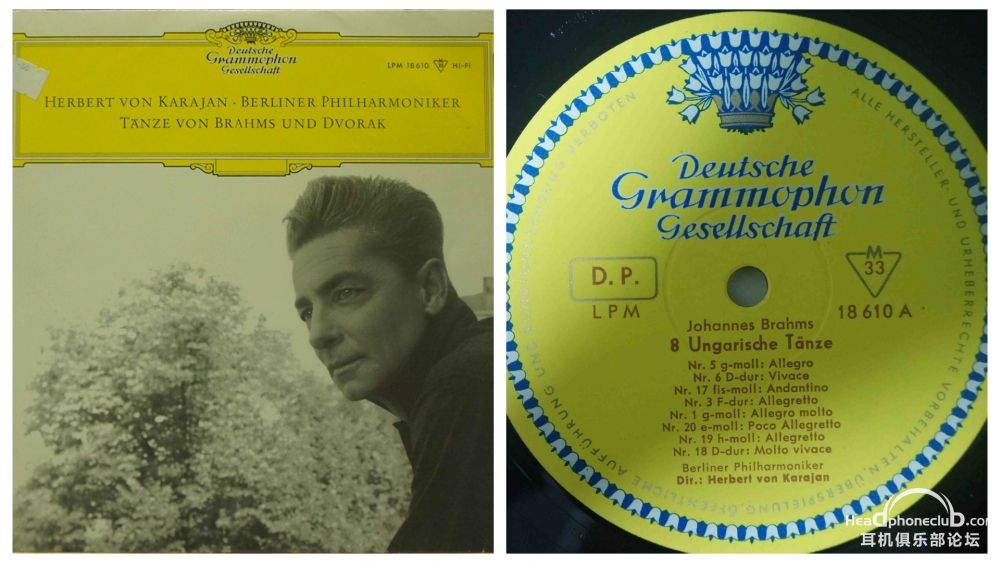 Deutsche
Grammophon
Gesellschaft
LPM 18610 HI-FI
HERBERT VON KARAJAN · BERLINER PHILHARMONIKER
TÄNZE VON BRAHMS UND DVORAK
Deutsche
Grammophon
Gesellschaft
ALLE HERSTELLER- UND URHEBERRECHTE VORBEHALTEN. ÜBERSPIELUNG, ÖFFENTLICHE AUFFÜHRUNG UND RUNDFUNKSENDUNG VERBOTEN
D. P.
LPM
M
33
18 610 A
Johannes Brahms
8 Ungarische Tänze
Nr. 5 g-moll: Allegro
Nr. 6 D-dur: Vivace
Nr. 17 fis-moll: Andantino
Nr. 3 F-dur: Allegretto
Nr. 1 g-moll: Allegro molto
Nr. 20 e-moll: Poco Allegretto
Nr. 19 h-moll: Allegretto
Nr. 18 D-dur: Molto vivace
Berliner Philharmoniker
Dir.: Herbert von Karajan
HeadphoneclubD.com
耳机俱乐部论坛